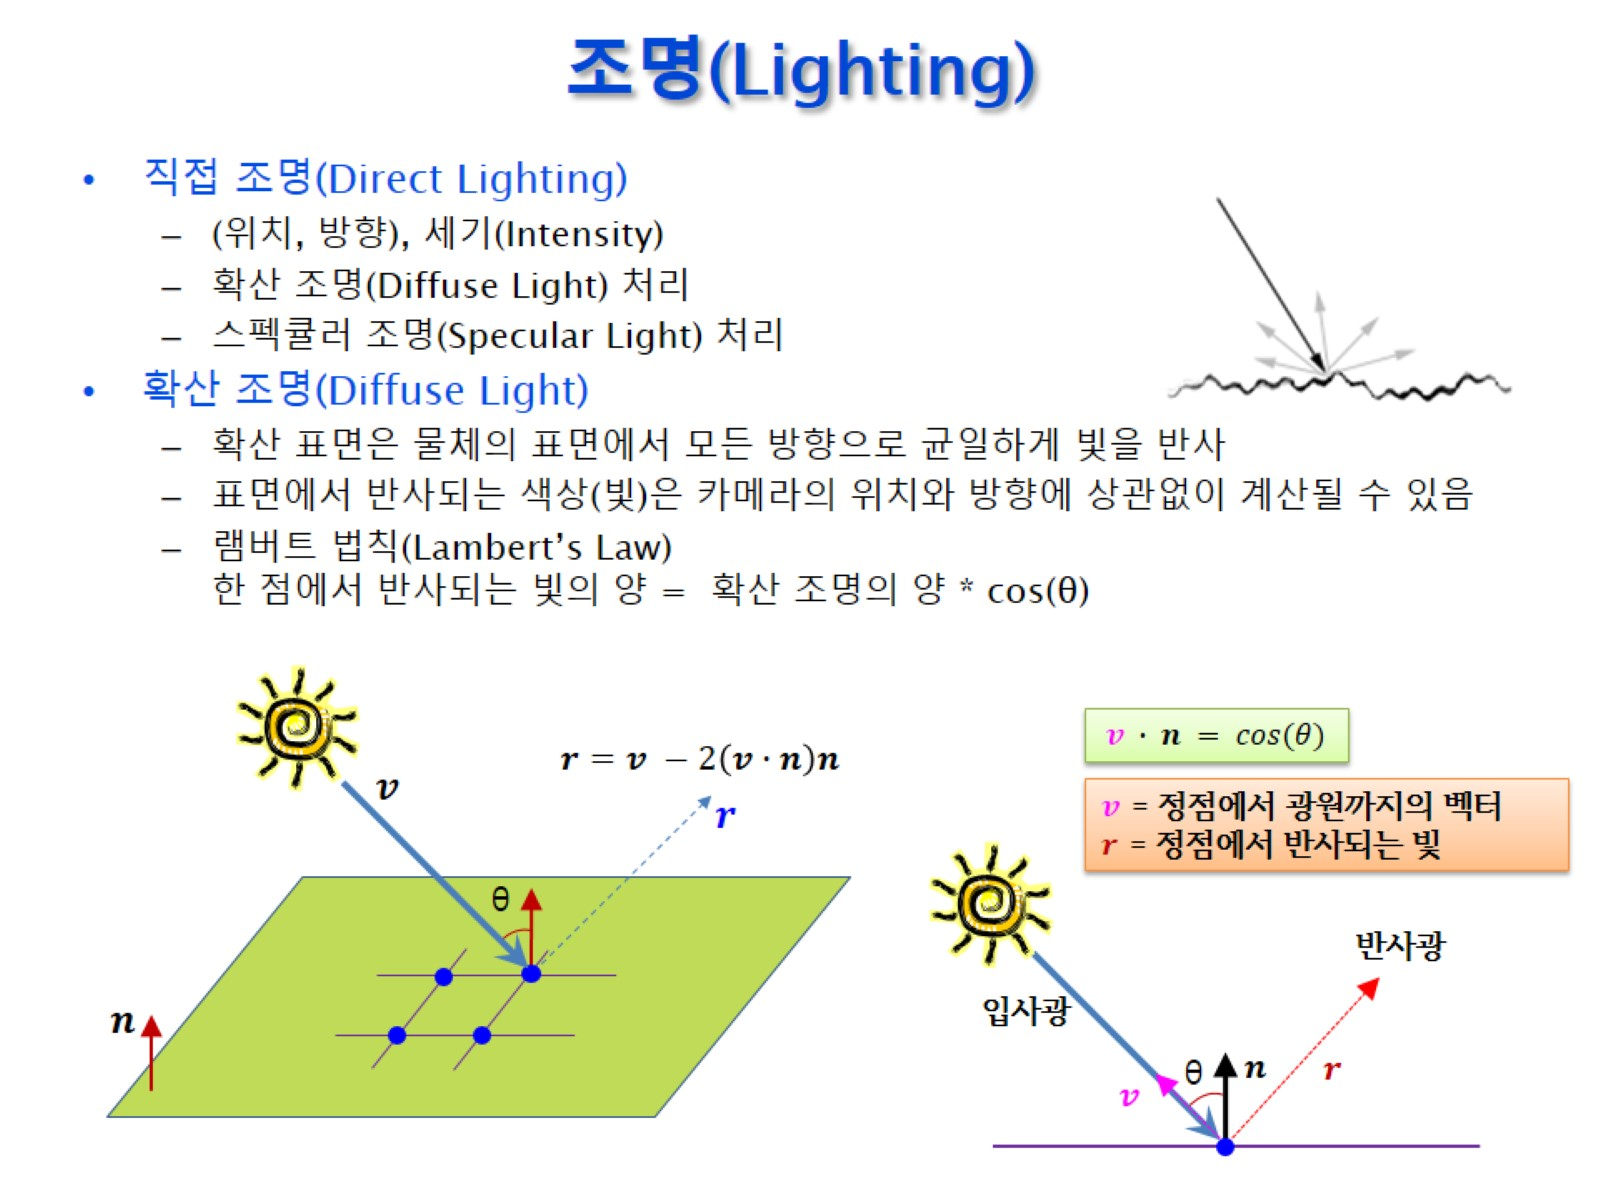 조명(Lighting)
• 직접 조명(Direct Lighting)
– (위치, 방향), 세기(Intensity)
– 확산 조명(Diffuse Light) 처리
– 스펙큘러 조명(Specular Light) 처리
• 확산 조명(Diffuse Light)
– 확산 표면은 물체의 표면에서 모든 방향으로 균일하게 빛을 반사
– 표면에서 반사되는 색상(빛)은 카메라의 위치와 방향에 상관없이 계산될 수 있음
– 램버트 법칙(Lambert’s Law)
한 점에서 반사되는 빛의 양 = 확산 조명의 양 * cos(θ)
r = v − 2(v · n)n
v
r
θ
n
v · n = cos(θ)
v = 정점에서 광원까지의 벡터
r = 정점에서 반사되는 빛
반사광
입사광
θ
n
v
r